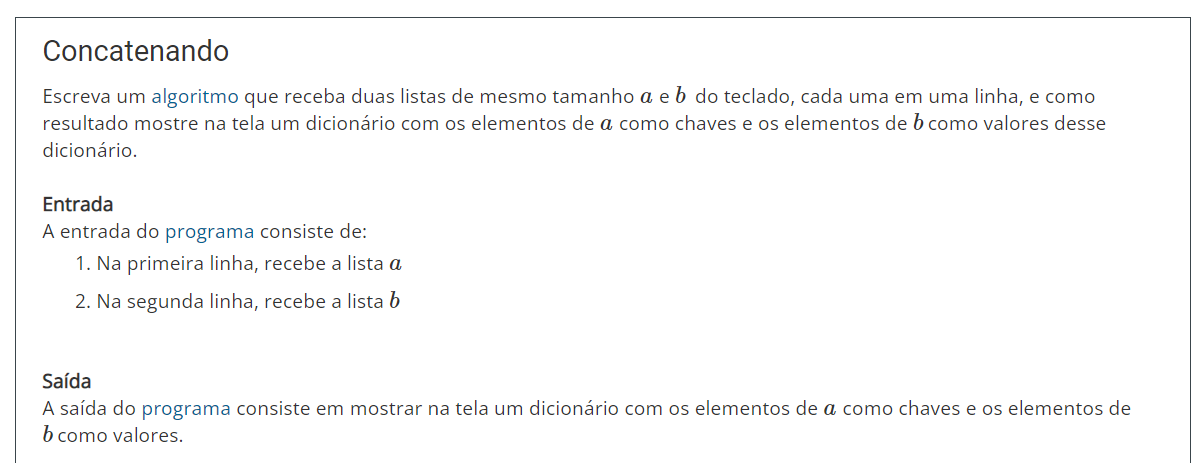 Concatenando
Escreva um algoritmo que receba duas listas de mesmo tamanho a e b do teclado, cada uma em uma linha, e como
resultado mostre na tela um dicionário com os elementos de a como chaves e os elementos de b como valores desse
dicionário.
Entrada
A entrada do programa consiste de:
1. Na primeira linha, recebe a lista a
2. Na segunda linha, recebe a lista b
Saída
A saída do programa consiste em mostrar na tela um dicionário com os elementos de a como chaves e os elementos de
b como valores.